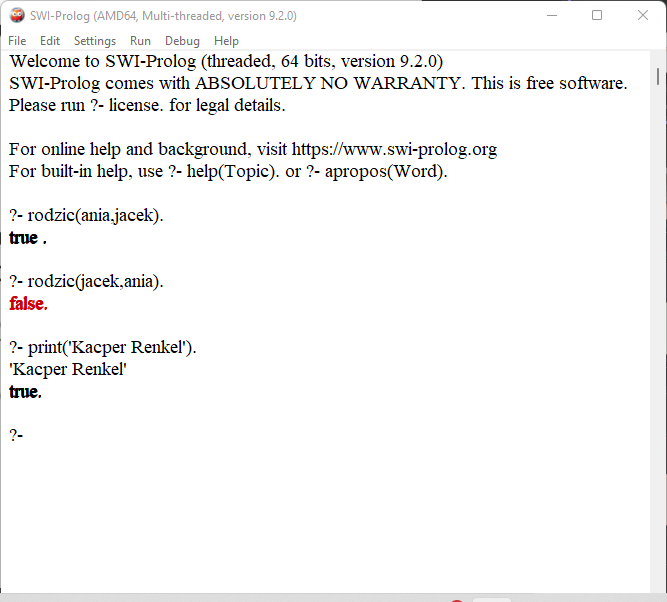 SWI-Prolog (AMD64, Multi-threaded, version 9.2.0)
File Edit Settings Run Debug Help
Welcome to SWI-Prolog (threaded, 64 bits, version 9.2.0)
SWI-Prolog comes with ABSOLUTELY NO WARRANTY. This is free software.
Please run ?- license. for legal details.
For online help and background, visit https://www.swi-prolog.org
For built-in help, use ?- help(Topic). or ?- apropos(Word).
?- rodzic(ania,jacek).
true .
?- rodzic(jacek,ania).
false.
?- print('Kacper Renkel').
'Kacper Renkel'
true.
?-